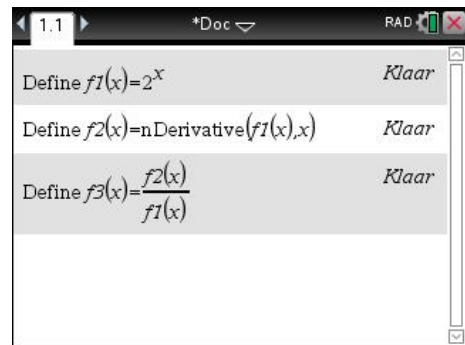 1.1 *Doc RAD
Define f1(x)=2^x Klaar
Define f2(x)=nDerivative(f1(x),x) Klaar
Define f3(x)=f2(x)/f1(x) Klaar